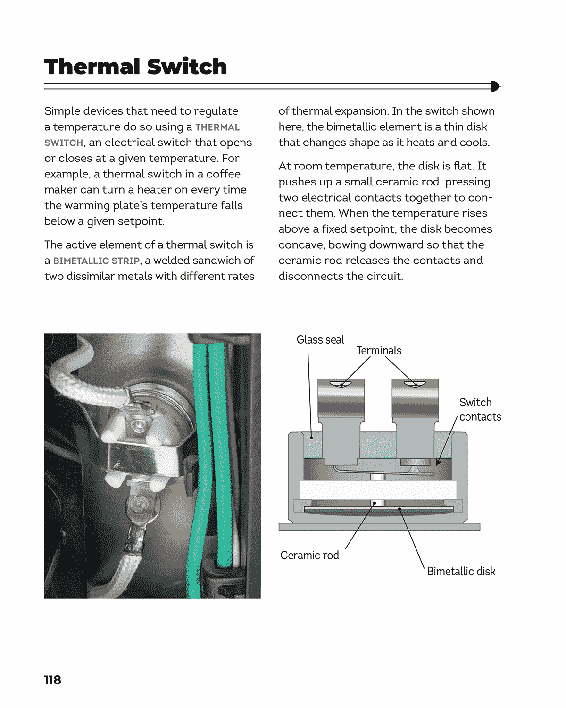 Thermal Switch
Simple devices that need to regulate
a temperature do so using a THERMAL
SWITCH, an electrical switch that opens
or closes at a given temperature. For
example, a thermal switch in a coffee
maker can turn a heater on every time
the warming plate's temperature falls
below a given setpoint.
The active element of a thermal switch is
a BIMETALLIC STRIP, a welded sandwich of
two dissimilar metals with different rates
of thermal expansion. In the switch shown
here, the bimetallic element is a thin disk
that changes shape as it heats and cools.
At room temperature, the disk is flat. It
pushes up a small ceramic rod, pressing
two electrical contacts together to con-
nect them. When the temperature rises
above a fixed setpoint, the disk becomes
concave, bowing downward so that the
ceramic rod releases the contacts and
disconnects the circuit.
Glass seal
Terminals
Switch
contacts
Ceramic rod
Bimetallic disk
118